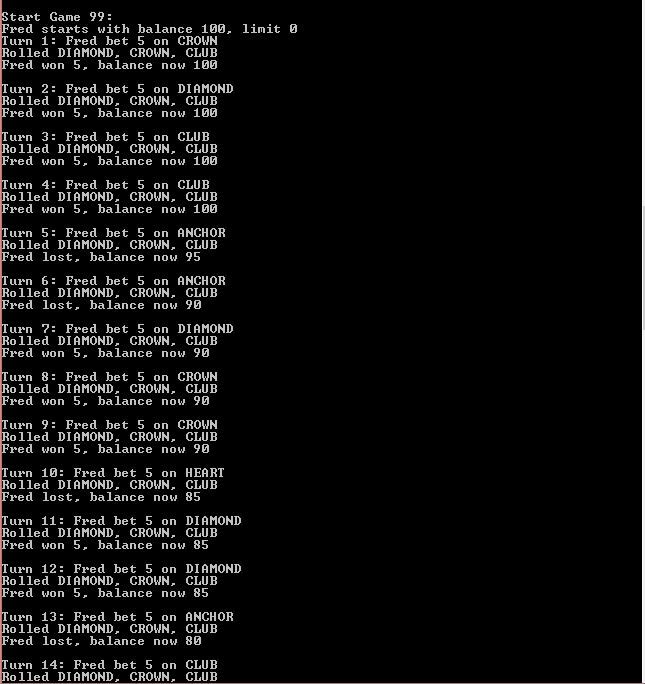 Start Game 99:
Fred starts with balance 100, limit 0
Turn 1: Fred bet 5 on CROWN
Rolled DIAMOND, CROWN, CLUB
Fred won 5, balance now 100
Turn 2: Fred bet 5 on DIAMOND
Rolled DIAMOND, CROWN, CLUB
Fred won 5, balance now 100
Turn 3: Fred bet 5 on CLUB
Rolled DIAMOND, CROWN, CLUB
Fred won 5, balance now 100
Turn 4: Fred bet 5 on CLUB
Rolled DIAMOND, CROWN, CLUB
Fred won 5, balance now 100
Turn 5: Fred bet 5 on ANCHOR
Rolled DIAMOND, CROWN, CLUB
Fred lost, balance now 95
Turn 6: Fred bet 5 on ANCHOR
Rolled DIAMOND, CROWN, CLUB
Fred lost, balance now 90
Turn 7: Fred bet 5 on DIAMOND
Rolled DIAMOND, CROWN, CLUB
Fred won 5, balance now 90
Turn 8: Fred bet 5 on CROWN
Rolled DIAMOND, CROWN, CLUB
Fred won 5, balance now 90
Turn 9: Fred bet 5 on CROWN
Rolled DIAMOND, CROWN, CLUB
Fred won 5, balance now 90
Turn 10: Fred bet 5 on HEART
Rolled DIAMOND, CROWN, CLUB
Fred lost, balance now 85
Turn 11: Fred bet 5 on DIAMOND
Rolled DIAMOND, CROWN, CLUB
Fred won 5, balance now 85
Turn 12: Fred bet 5 on DIAMOND
Rolled DIAMOND, CROWN, CLUB
Fred won 5, balance now 85
Turn 13: Fred bet 5 on ANCHOR
Rolled DIAMOND, CROWN, CLUB
Fred lost, balance now 80
Turn 14: Fred bet 5 on CLUB
Rolled DIAMOND, CROWN, CLUB